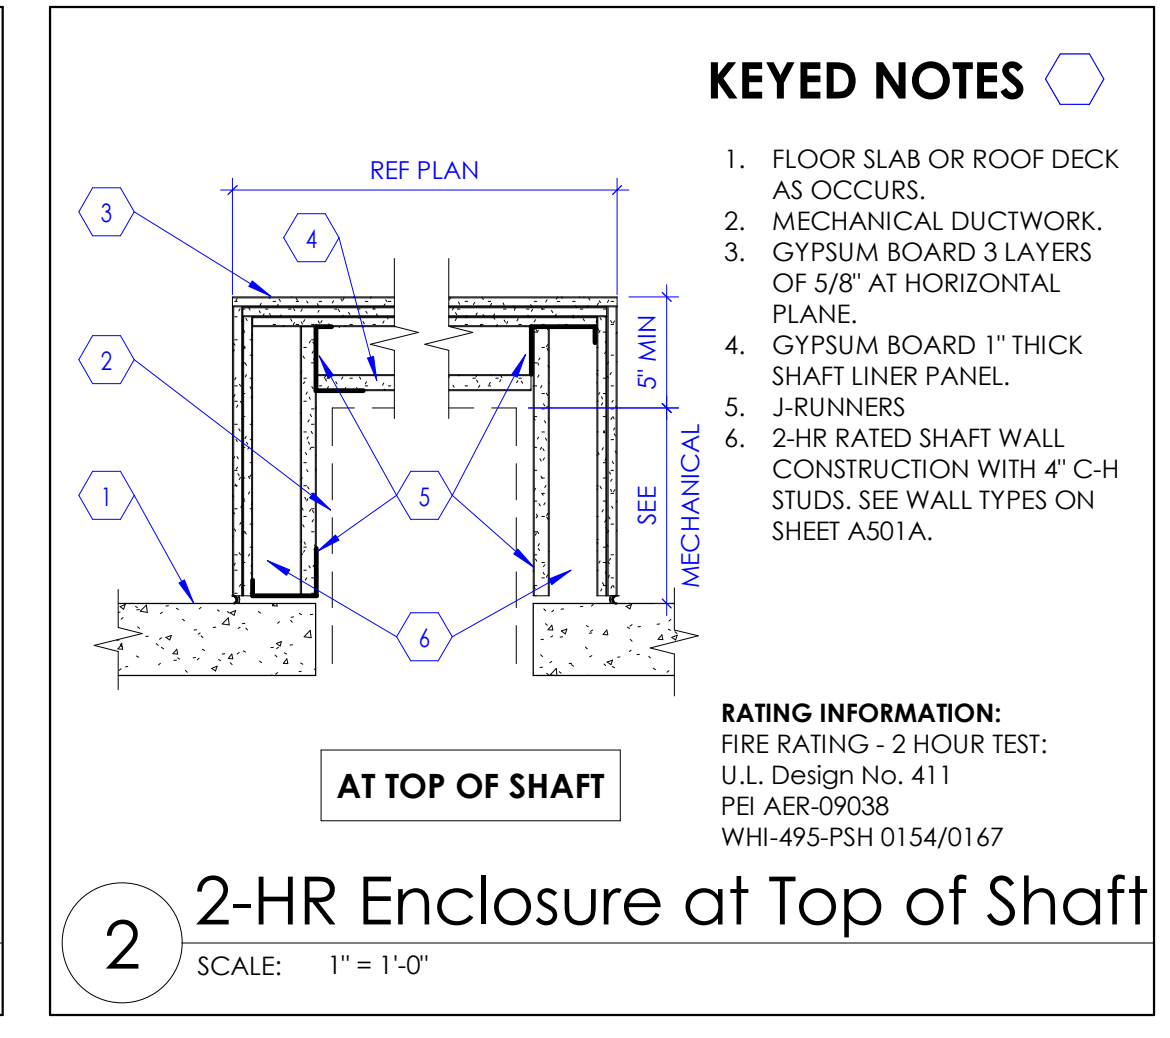 KEYED NOTES
1. FLOOR SLAB OR ROOF DECK
AS OCCURS.
2. MECHANICAL DUCTWORK.
3. GYPSUM BOARD 3 LAYERS
OF 5/8" AT HORIZONTAL
PLANE.
4. GYPSUM BOARD 1" THICK
SHAFT LINER PANEL.
5. J-RUNNERS
6. 2-HR RATED SHAFT WALL
CONSTRUCTION WITH 4" C-H
STUDS. SEE WALL TYPES ON
SHEET A501A.
REF PLAN
3
4
2
5" MIN
1
5
SEE
MECHANICAL
6
RATING INFORMATION:
FIRE RATING - 2 HOUR TEST:
U.L. Design No. 411
PEI AER-09038
WHI-495-PSH 0154/0167
AT TOP OF SHAFT
2
2-HR Enclosure at Top of Shaft
SCALE: 1" = 1'-0"